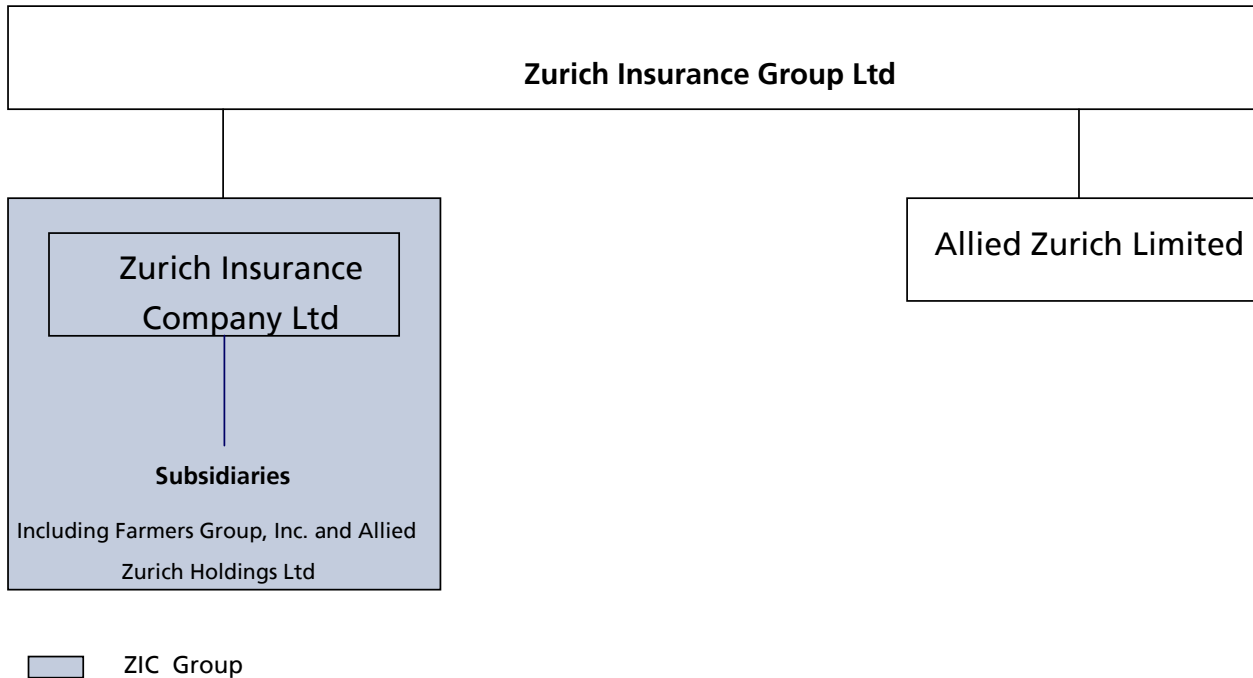 Zurich Insurance Group Ltd
Zurich Insurance
Company Ltd
Allied Zurich Limited
Subsidiaries
Including Farmers Group, Inc. and Allied
Zurich Holdings Ltd
ZIC Group